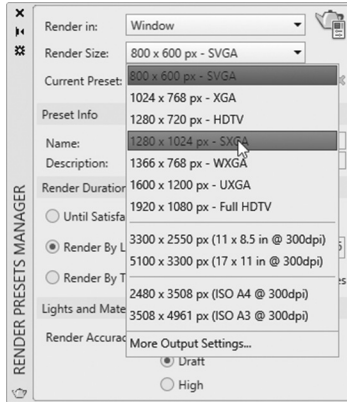 Render in: Window
Render Size: 800 x 600 px - SVGA
Current Preset:
800 x 600 px - SVGA
1024 x 768 px - XGA
1280 x 720 px - HDTV
1280 x 1024 px - SXGA
1366 x 768 px - WXGA
1600 x 1200 px - UXGA
1920 x 1080 px - Full HDTV
3300 x 2550 px (11 x 8.5 in @ 300dpi)
5100 x 3300 px (17 x 11 in @ 300dpi)
2480 x 3508 px (ISO A4 @ 300dpi)
3508 x 4961 px (ISO A3 @ 300dpi)
More Output Settings...
Preset Info
Name:
Description:
Render Duration
Until Satisfa
Render By L
Render By T
Lights and Mate
Render Accurac
Draft
High
RENDER PRESETS MANAGER